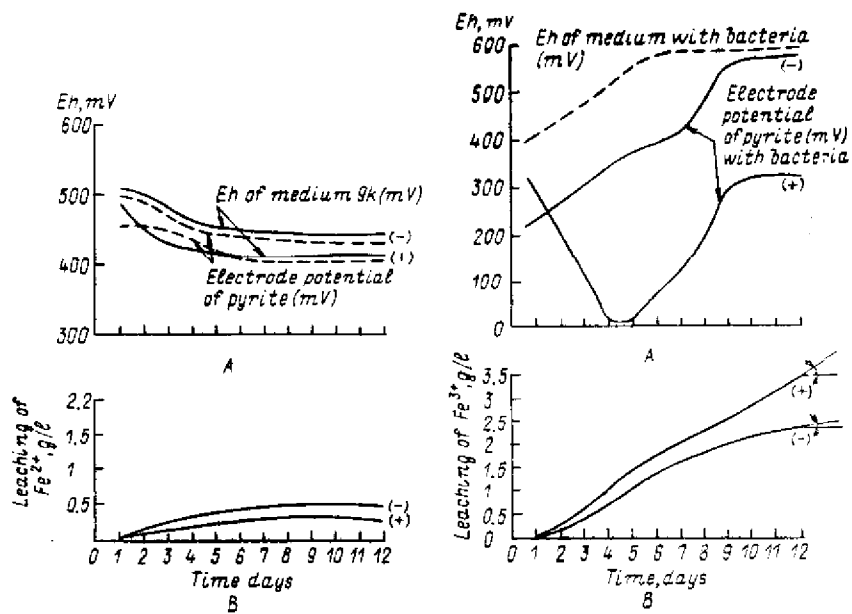 Eh, mV
600
500
400
300
Eh of medium 9k (mV)
(-)
(+)
Electrode potential
of pyrite (mV)
A
Leaching of
Fe2+, g/l
2.2
1.5
1
0.5
(-)
(+)
0 1 2 3 4 5 6 7 8 9 10 11 12
Time days
B
Eh, mV
600
500
400
300
200
100
0
Eh of medium with bacteria
(mV)
(-)
Electrode
potential
of pyrite (mV)
with bacteria
(+)
A
Leaching of Fe3+, g/l
3.5
3
2.5
2
1.5
1
0.5
0
(+)
(-)
0 1 2 3 4 5 6 7 8 9 10 11 12
Time, days
B